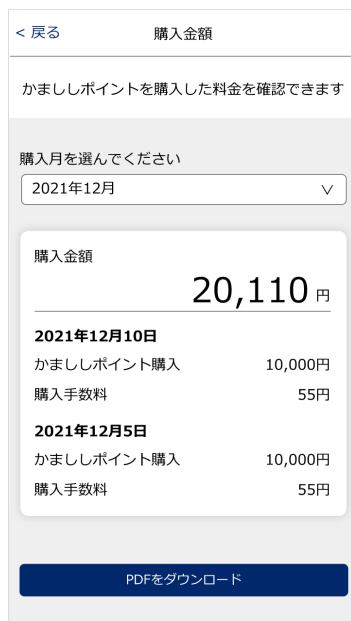 < 戻る 購入金額
かまししポイントを購入した料金を確認できます
購入月を選んでください
2021年12月
購入金額
20,110 円
2021年12月10日
かまししポイント購入 10,000円
購入手数料 55円
2021年12月5日
かまししポイント購入 10,000円
購入手数料 55円
PDFをダウンロード